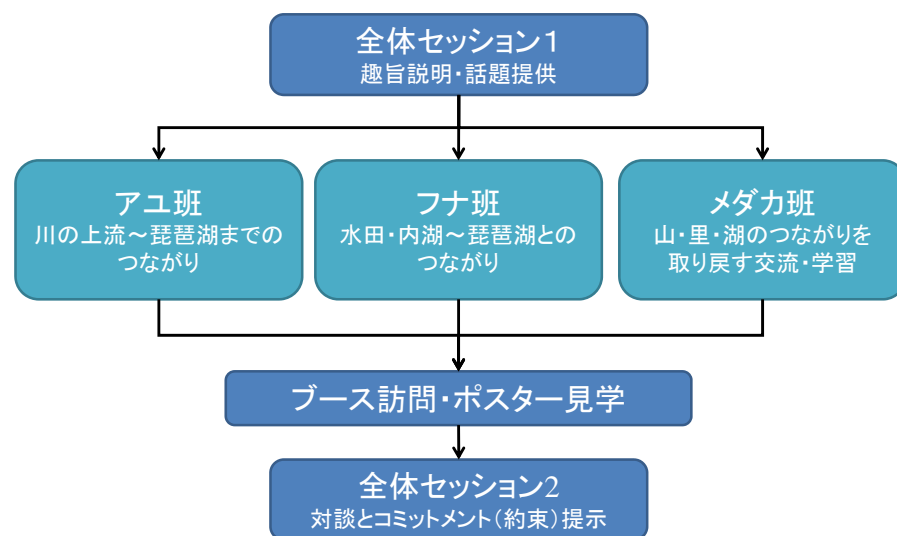 全体セッション１
趣旨説明・話題提供
アユ班
川の上流～琵琶湖までの
つながり
フナ班
水田・内湖～琵琶湖との
つながり
メダカ班
山・里・湖のつながりを
取り戻す交流・学習
ブース訪問・ポスター見学
全体セッション2
対談とコミットメント（約束）提示